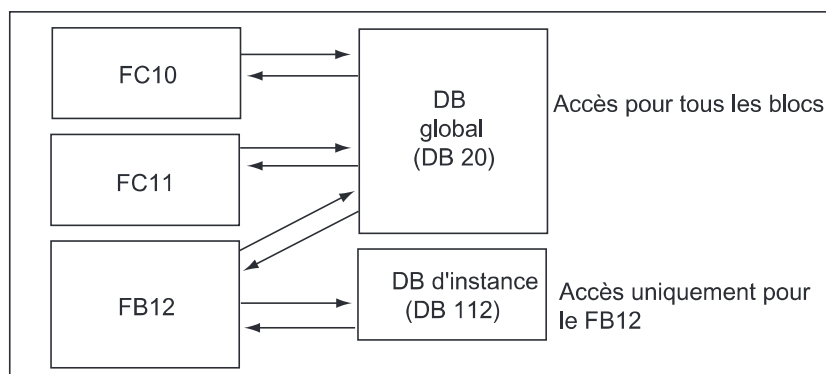 FC10
DB
global
(DB 20)
Accès pour tous les blocs
FC11
FB12
DB d'instance
(DB 112)
Accès uniquement pour
le FB12